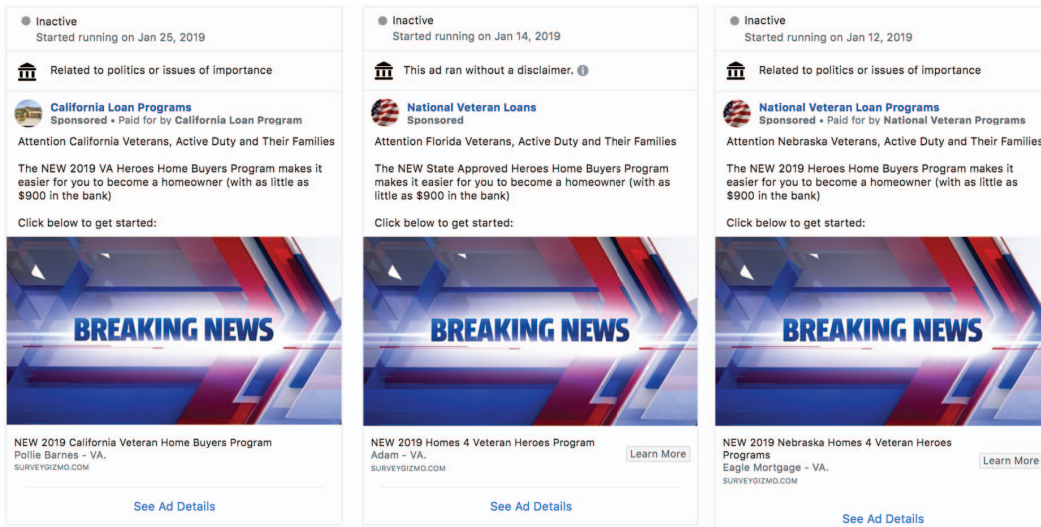 Inactive
Started running on Jan 25, 2019
Related to politics or issues of importance
California Loan Programs
Sponsored • Paid for by California Loan Program
Attention California Veterans, Active Duty and Their Families
The NEW 2019 VA Heroes Home Buyers Program makes it
easier for you to become a homeowner (with as little as
$900 in the bank)
Click below to get started:
BREAKING NEWS
NEW 2019 California Veteran Home Buyers Program
Pollie Barnes - VA.
SURVEYGIZMO.COM
See Ad Details
Inactive
Started running on Jan 14, 2019
This ad ran without a disclaimer.
National Veteran Loans
Sponsored
Attention Florida Veterans, Active Duty and Their Families
The NEW State Approved Heroes Home Buyers Program
makes it easier for you to become a homeowner (with as
little as $900 in the bank)
Click below to get started:
BREAKING NEWS
NEW 2019 Homes 4 Veteran Heroes Program
Adam - VA.
SURVEYGIZMO.COM
Learn More
See Ad Details
Inactive
Started running on Jan 12, 2019
Related to politics or issues of importance
National Veteran Loan Programs
Sponsored • Paid for by National Veteran Programs
Attention Nebraska Veterans, Active Duty and Their Families
The NEW 2019 Heroes Home Buyers Program makes it
easier for you to become a homeowner (with as little as
$900 in the bank)
Click below to get started:
BREAKING NEWS
NEW 2019 Nebraska Homes 4 Veteran Heroes
Programs
Eagle Mortgage - VA.
SURVEYGIZMO.COM
Learn More
See Ad Details